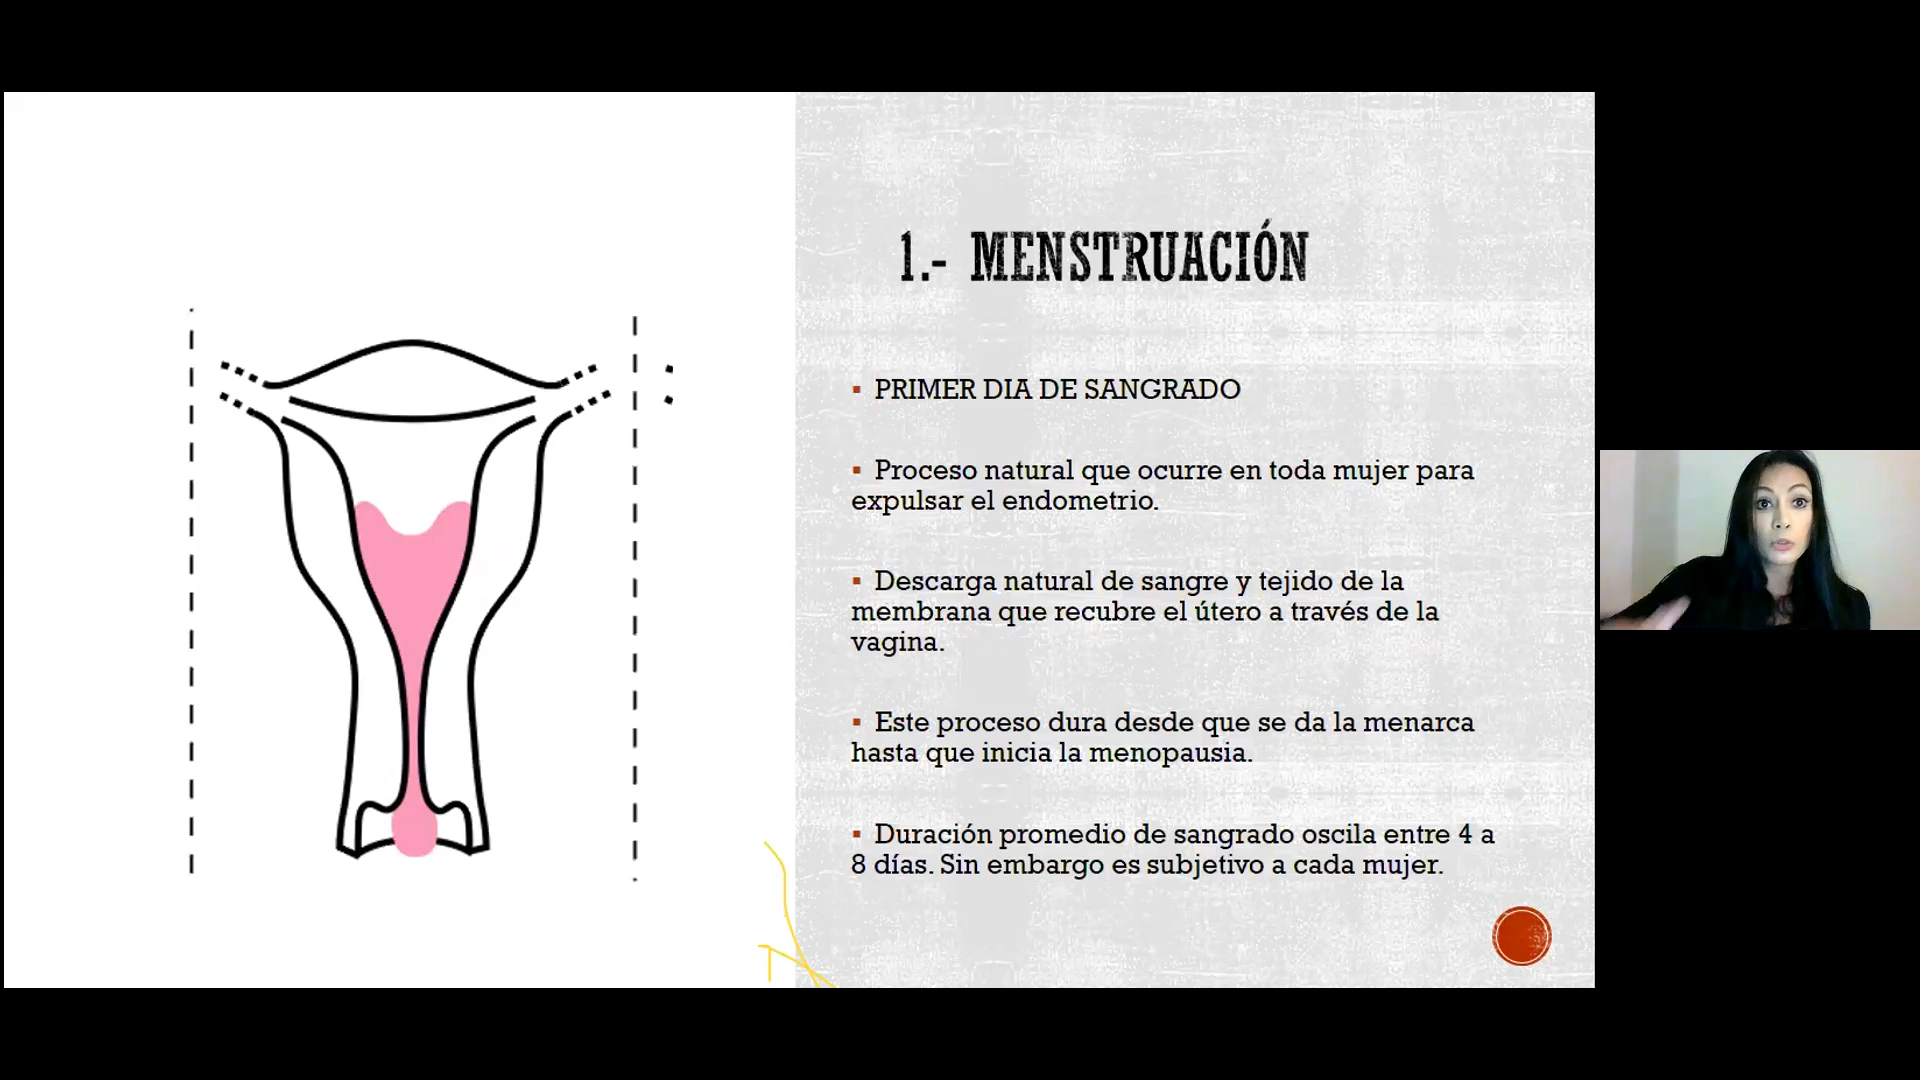 1.- MENSTRUACIÓN
▪ PRIMER DIA DE SANGRADO
▪ Proceso natural que ocurre en toda mujer para
expulsar el endometrio.
▪ Descarga natural de sangre y tejido de la
membrana que recubre el útero a través de la
vagina.
▪ Este proceso dura desde que se da la menarca
hasta que inicia la menopausia.
▪ Duración promedio de sangrado oscila entre 4 a
8 días. Sin embargo es subjetivo a cada mujer.